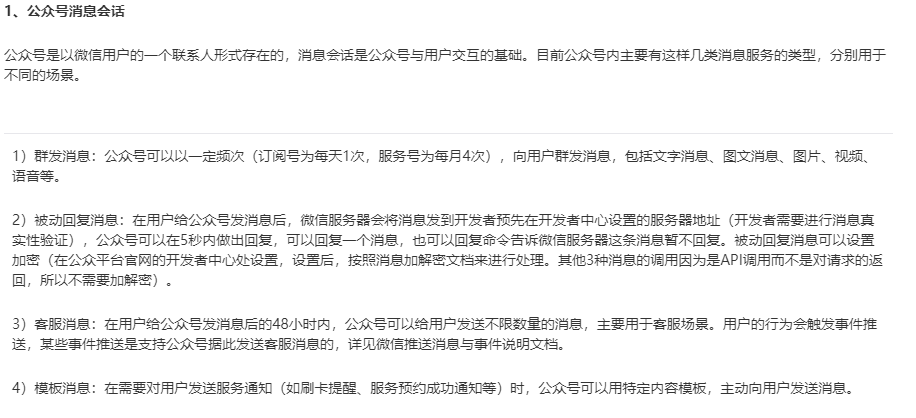 1、公众号消息会话
公众号是以微信用户的一个联系人形式存在的，消息会话是公众号与用户交互的基础。目前公众号内主要有这样几类消息服务的类型，分别用于
不同的场景。
1）群发消息：公众号可以以一定频次（订阅号为每天1次，服务号为每月4次），向用户群发消息，包括文字消息、图文消息、图片、视频、
语音等。
2）被动回复消息：在用户给公众号发消息后，微信服务器会将消息发到开发者预先在开发者中心设置的服务器地址（开发者需要进行消息真
实性验证），公众号可以在5秒内做出回复，可以回复一个消息，也可以回复命令告诉微信服务器这条消息暂不回复。被动回复消息可以设置
加密（在公众平台官网的开发者中心处设置，设置后，按照消息加解密文档来进行处理。其他3种消息的调用因为是API调用而不是对请求的返
回，所以不需要加解密）。
3）客服消息：在用户给公众号发消息后的48小时内，公众号可以给用户发送不限数量的消息，主要用于客服场景。用户的行为会触发事件推
送，某些事件推送是支持公众号据此发送客服消息的，详见微信推送消息与事件说明文档。
4）模板消息：在需要对用户发送服务通知（如刷卡提醒、服务预约成功通知等）时，公众号可以用特定内容模板，主动向用户发送消息。